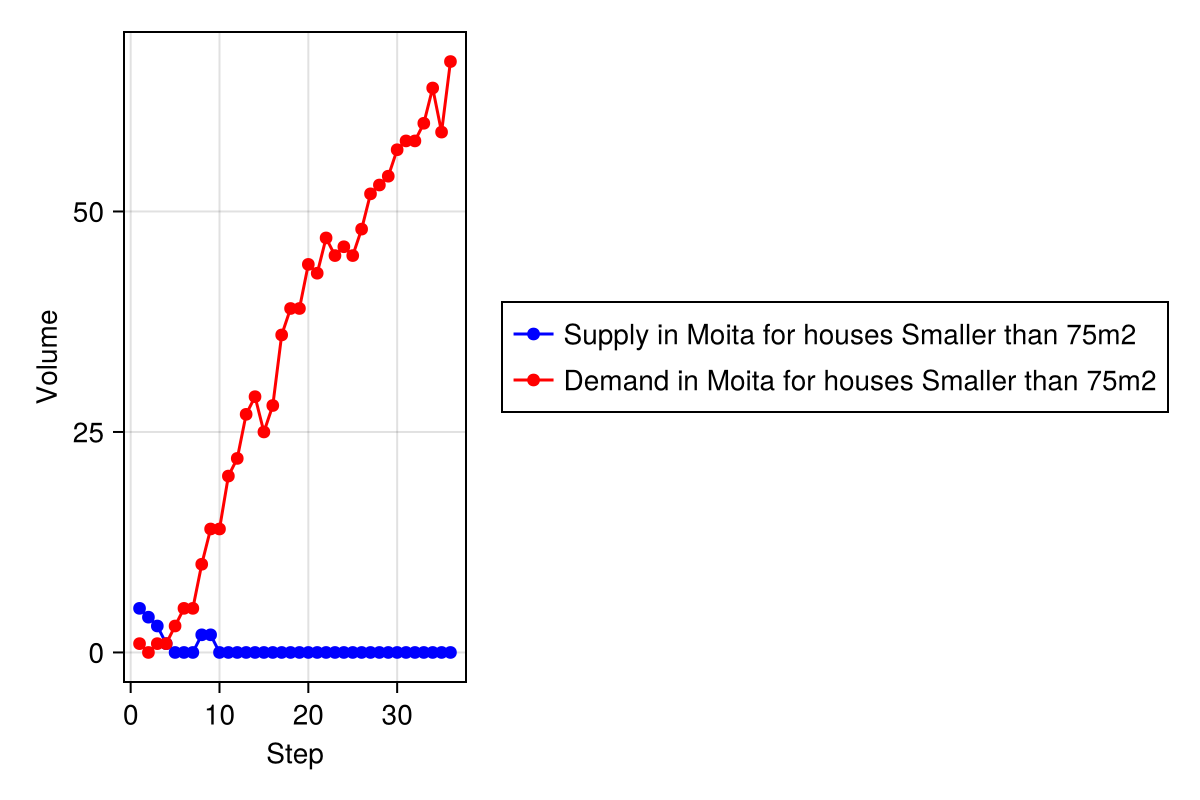 50
25
0
Volume
0 10 20 30
Step
Supply in Moita for houses Smaller than 75m2
Demand in Moita for houses Smaller than 75m2